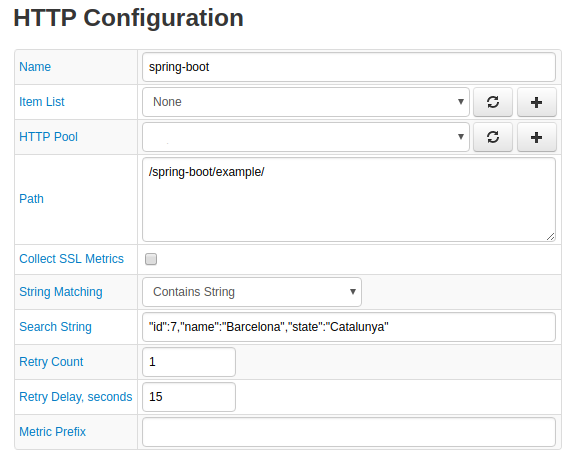 HTTP Configuration
Name
spring-boot
Item List
None
HTTP Pool
Path
/spring-boot/example/
Collect SSL Metrics
String Matching
Contains String
Search String
"id":7,"name":"Barcelona","state":"Catalunya"
Retry Count
1
Retry Delay, seconds
15
Metric Prefix